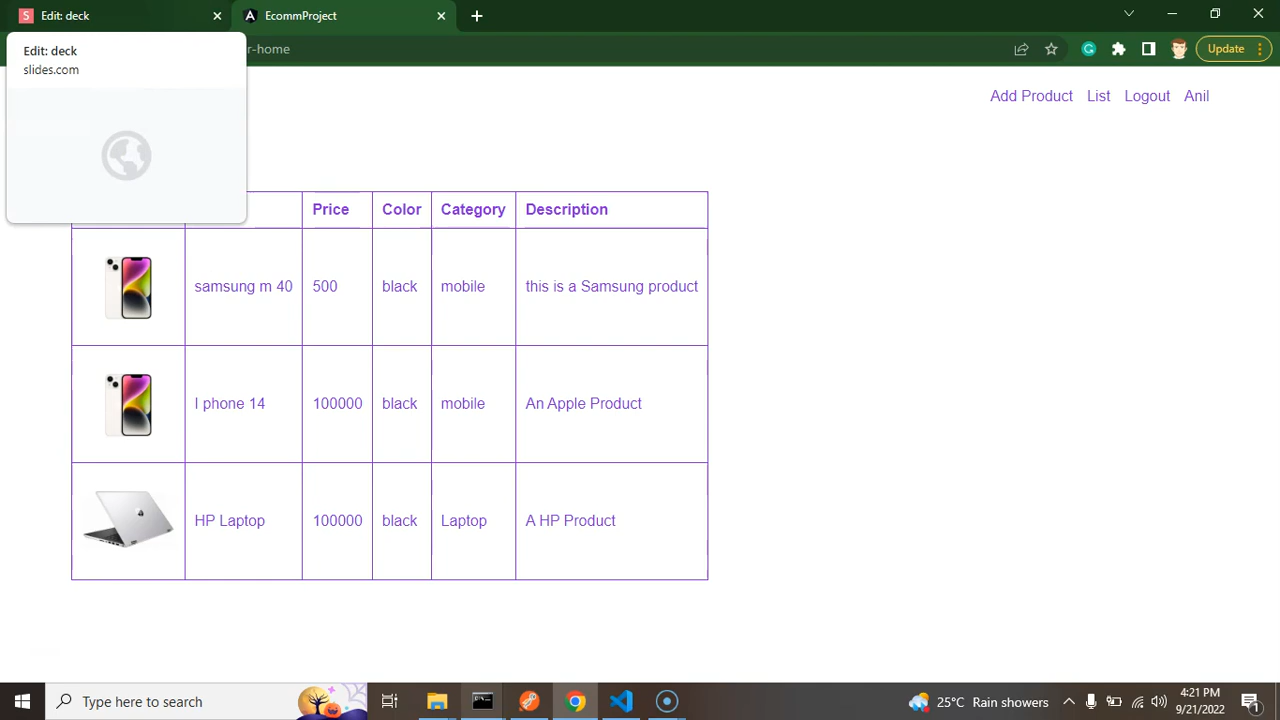 Edit: deck
EcommProject
Edit: deck
slides.com
r-home
Update
Add Product List Logout Anil
Price Color Category Description
samsung m 40 500 black mobile this is a Samsung product
I phone 14 100000 black mobile An Apple Product
HP Laptop 100000 black Laptop A HP Product
Type here to search
25°C Rain showers
4:21 PM
9/21/2022
1